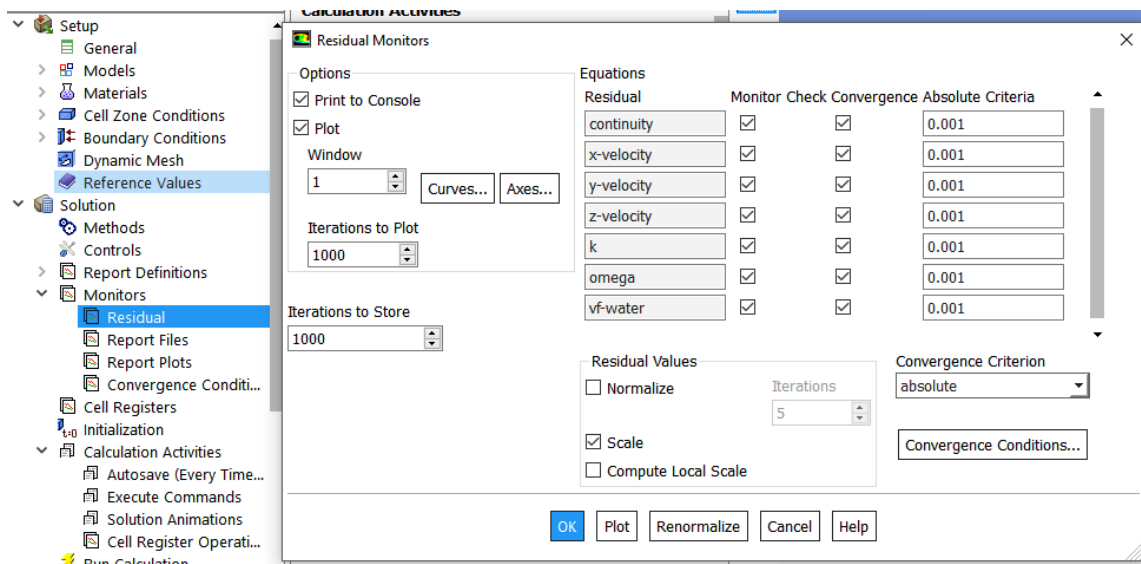 Setup
General
Models
Materials
Cell Zone Conditions
Boundary Conditions
Dynamic Mesh
Reference Values
Solution
Methods
Controls
Report Definitions
Monitors
Residual
Report Files
Report Plots
Convergence Conditi...
Cell Registers
t=0 Initialization
Calculation Activities
Autosave (Every Time...
Execute Commands
Solution Animations
Cell Register Operati...
Run Calculation
Calculation Activities
Residual Monitors
Options
Print to Console
Plot
Window
1
Curves... Axes...
Iterations to Plot
1000
Iterations to Store
1000
Equations
Residual Monitor Check Convergence Absolute Criteria
continuity 0.001
x-velocity 0.001
y-velocity 0.001
z-velocity 0.001
k 0.001
omega 0.001
vf-water 0.001
Residual Values
Normalize Iterations
5
Scale
Compute Local Scale
Convergence Criterion
absolute
Convergence Conditions...
OK Plot Renormalize Cancel Help